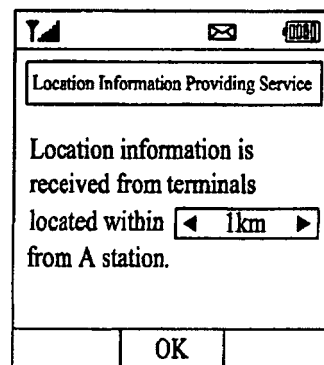 Location Information Providing Service
Location information is
received from terminals
located within ◄ 1km ►
from A station.
OK